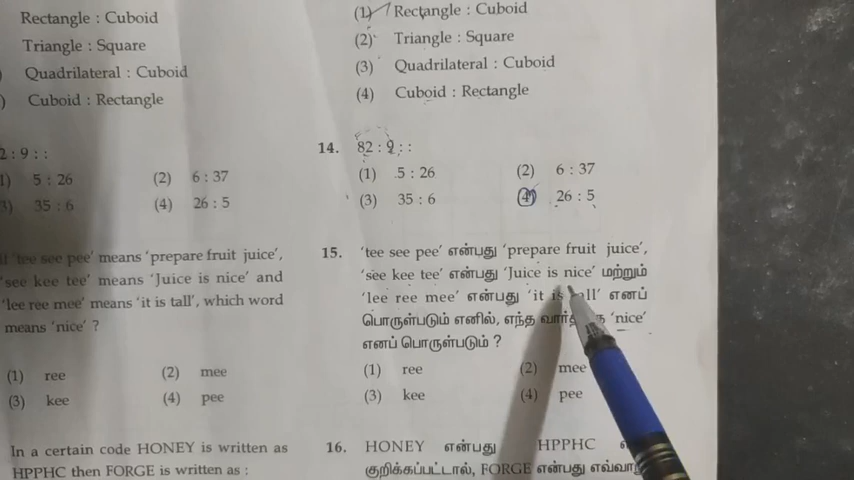 Rectangle : Cuboid
Triangle : Square
) Quadrilateral : Cuboid
) Cuboid : Rectangle
2 : 9 : :
1) 5 : 26 (2) 6 : 37
3) 35 : 6 (4) 26 : 5
If 'tee see pee' means 'prepare fruit juice',
'see kee tee' means 'Juice is nice' and
'lee ree mee' means 'it is tall', which word
means 'nice' ?
(1) ree (2) mee
(3) kee (4) pee
In a certain code HONEY is written as
HPPHC then FORGE is written as :
(1) Rectangle : Cuboid
(2) Triangle : Square
(3) Quadrilateral : Cuboid
(4) Cuboid : Rectangle
14. 82 : 9 : :
(1) 5 : 26 (2) 6 : 37
(3) 35 : 6 (4) 26 : 5
15. 'tee see pee' என்பது 'prepare fruit juice',
'see kee tee' என்பது 'Juice is nice' மற்றும்
'lee ree mee' என்பது 'it is tall' எனப்
பொருள்படும் எனில், எந்த 'nice'
எனப் பொருள்படும் ?
(1) ree (2) mee
(3) kee (4) pee
16. HONEY என்பது HPPHC
குறிக்கப்பட்டால், FORGE என்பது